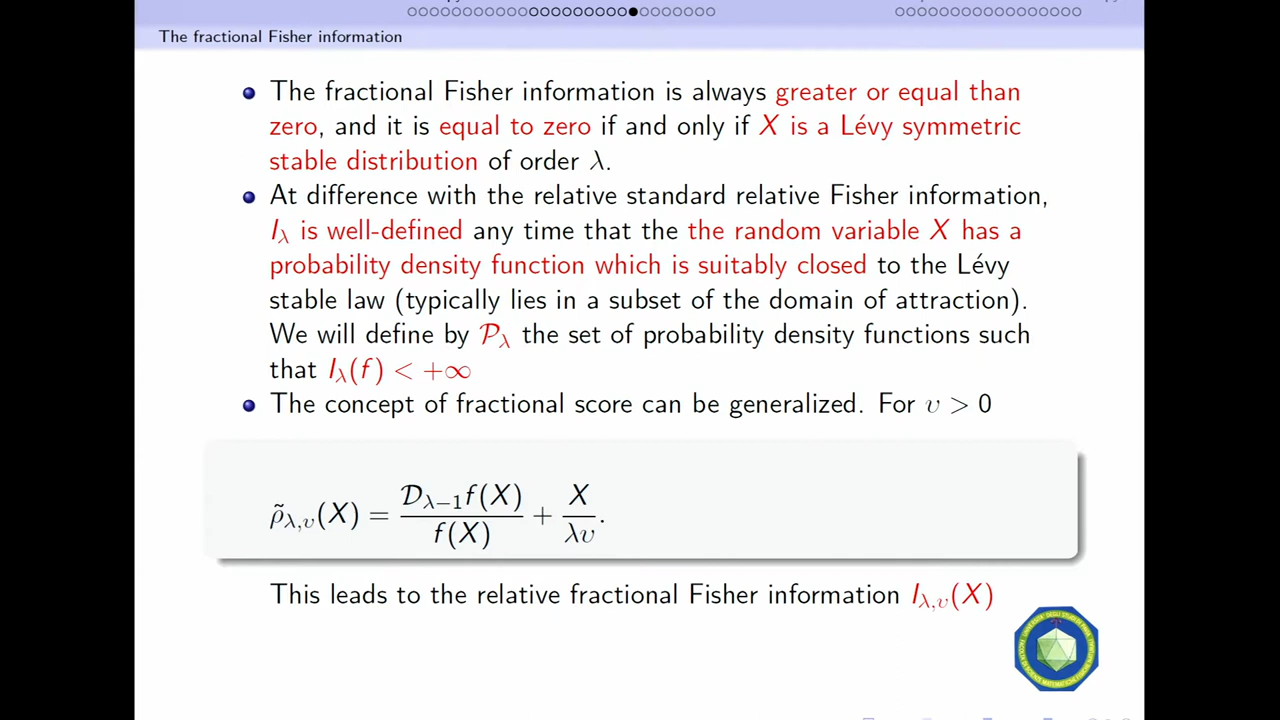 The fractional Fisher information
The fractional Fisher information is always greater or equal than
zero, and it is equal to zero if and only if X is a Lévy symmetric
stable distribution of order λ.
At difference with the relative standard relative Fisher information,
I_λ is well-defined any time that the the random variable X has a
probability density function which is suitably closed to the Lévy
stable law (typically lies in a subset of the domain of attraction).
We will define by 𝒫_λ the set of probability density functions such
that I_λ(f) < +∞
The concept of fractional score can be generalized. For υ > 0
ρ̃_{λ,υ}(X) = 𝒟_{λ−1}f(X)/f(X) + X/λυ.
This leads to the relative fractional Fisher information I_{λ,υ}(X)